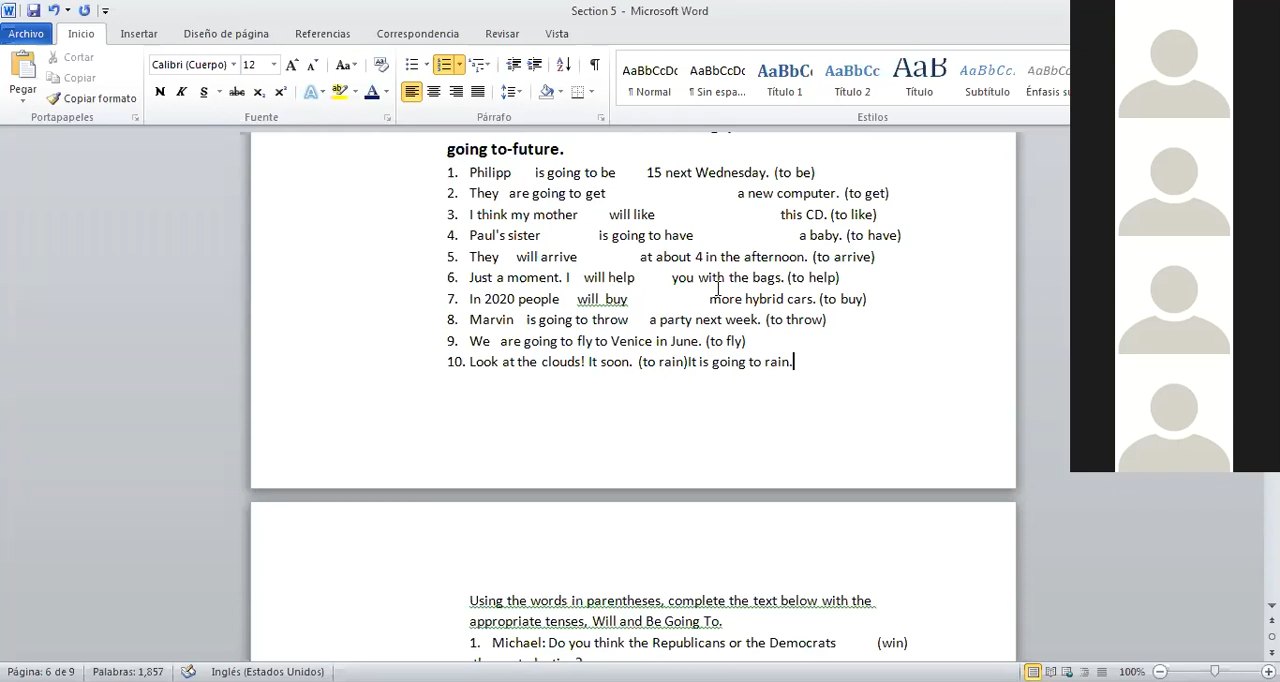 Section 5 - Microsoft Word
Archivo Inicio Insertar Diseño de página Referencias Correspondencia Revisar Vista
Pegar
Cortar
Copiar
Copiar formato
Portapapeles
Calibri (Cuerpo) 12
Fuente
Párrafo
AaBbCcDc AaBbCcDc AaBbC AaBbCc AaB AaBbCc. AaBbCc
¶ Normal ¶ Sin espa... Título 1 Título 2 Título Subtítulo Énfasis su
Estilos
going to-future.
1. Philipp is going to be 15 next Wednesday. (to be)
2. They are going to get a new computer. (to get)
3. I think my mother will like this CD. (to like)
4. Paul's sister is going to have a baby. (to have)
5. They will arrive at about 4 in the afternoon. (to arrive)
6. Just a moment. I will help you with the bags. (to help)
7. In 2020 people will buy more hybrid cars. (to buy)
8. Marvin is going to throw a party next week. (to throw)
9. We are going to fly to Venice in June. (to fly)
10. Look at the clouds! It soon. (to rain)It is going to rain.
Using the words in parentheses, complete the text below with the
appropriate tenses, Will and Be Going To.
1. Michael: Do you think the Republicans or the Democrats (win)
Página: 6 de 9 Palabras: 1,857 Inglés (Estados Unidos) 100%